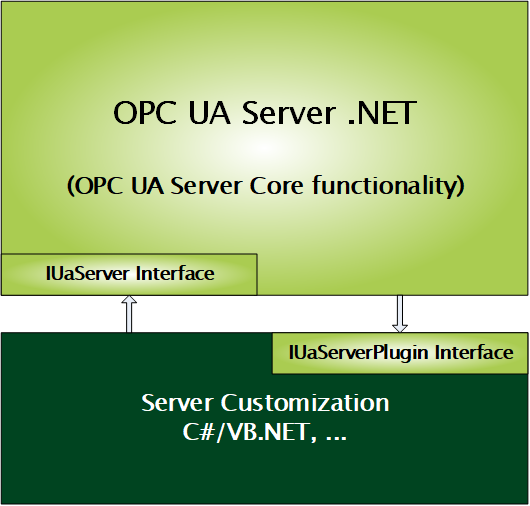 OPC UA Server .NET
(OPC UA Server Core functionality)
IUaServer Interface
IUaServerPlugin Interface
Server Customization
C#/VB.NET, ...